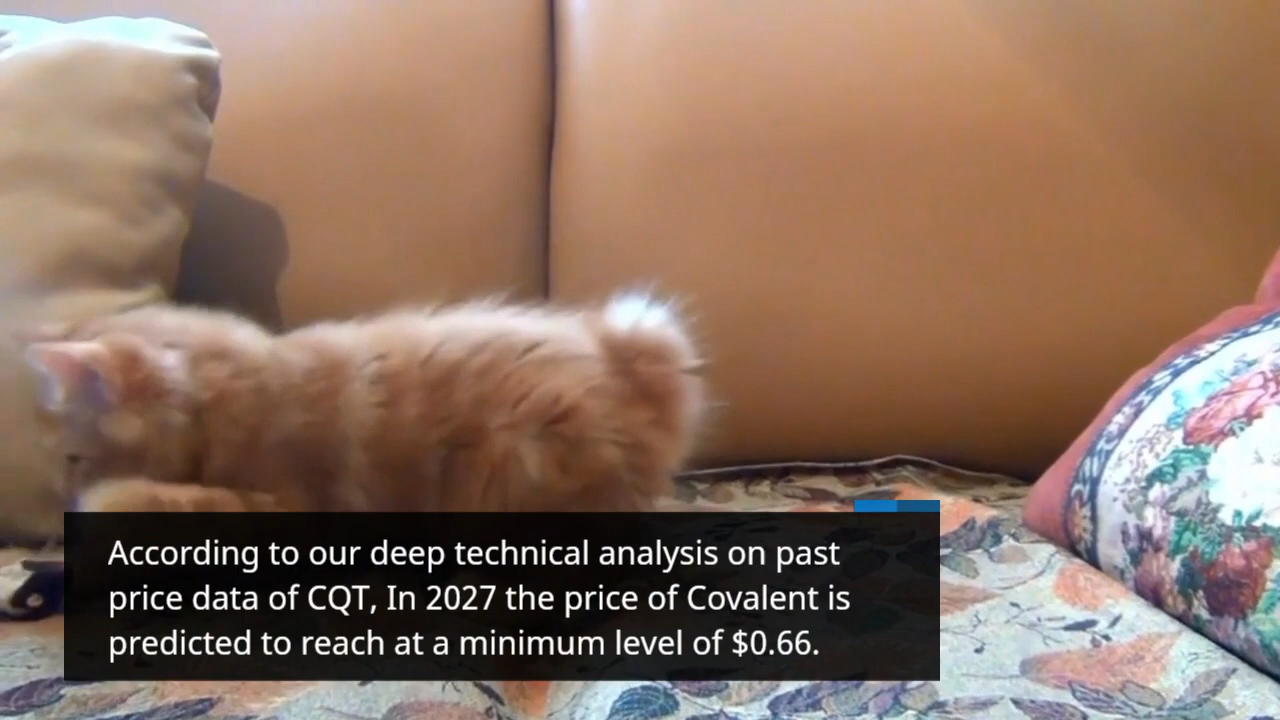 According to our deep technical analysis on past
price data of CQT, In 2027 the price of Covalent is
predicted to reach at a minimum level of $0.66.